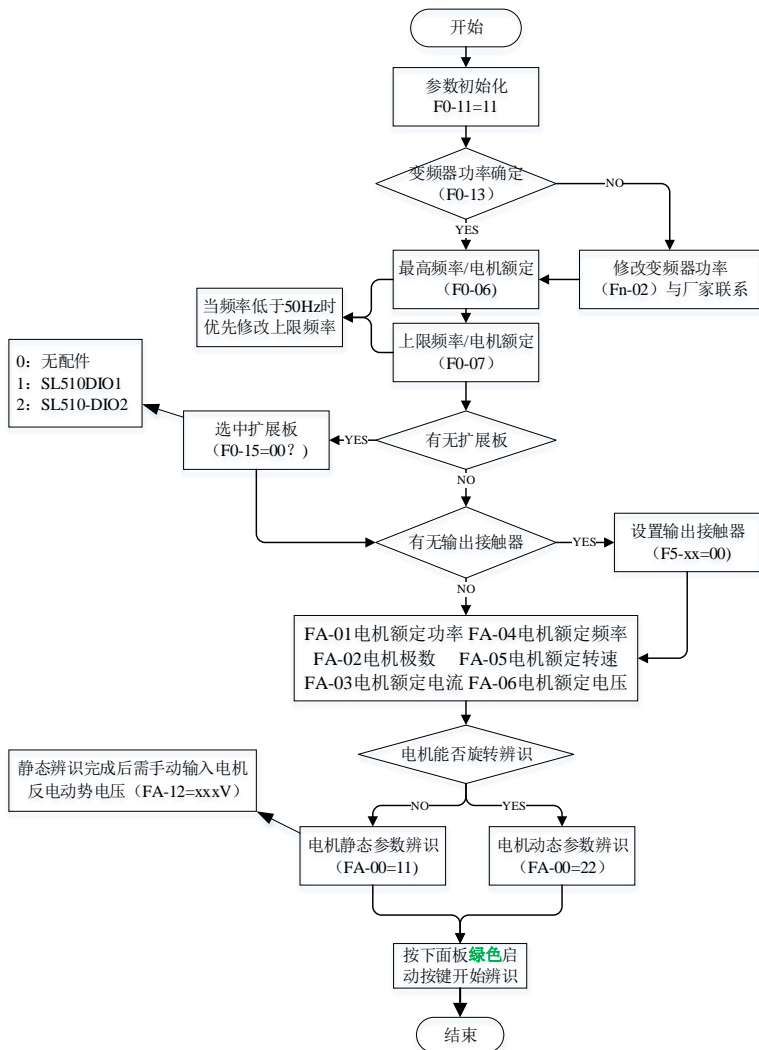 开始
参数初始化
F0-11=11
变频器功率确定
（F0-13）
NO
YES
最高频率/电机额定
（F0-06）
修改变频器功率
（Fn-02）与厂家联系
当频率低于50Hz时
优先修改上限频率
上限频率/电机额定
（F0-07）
0：无配件
1：SL510DIO1
2：SL510-DIO2
选中扩展板
（F0-15=00？)
YES
有无扩展板
NO
有无输出接触器
YES
设置输出接触器
（F5-xx=00)
NO
FA-01电机额定功率 FA-04电机额定频率
FA-02电机极数 FA-05电机额定转速
FA-03电机额定电流 FA-06电机额定电压
电机能否旋转辨识
静态辨识完成后需手动输入电机
反电动势电压（FA-12=xxxV）
NO
YES
电机静态参数辨识
（FA-00=11)
电机动态参数辨识
（FA-00=22）
按下面板绿色启
动按键开始辨识
结束